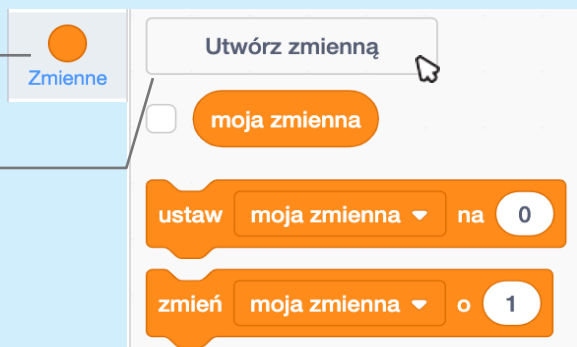 Utwórz zmienną
Zmienne
moja zmienna
ustaw moja zmienna na 0
zmień moja zmienna o 1